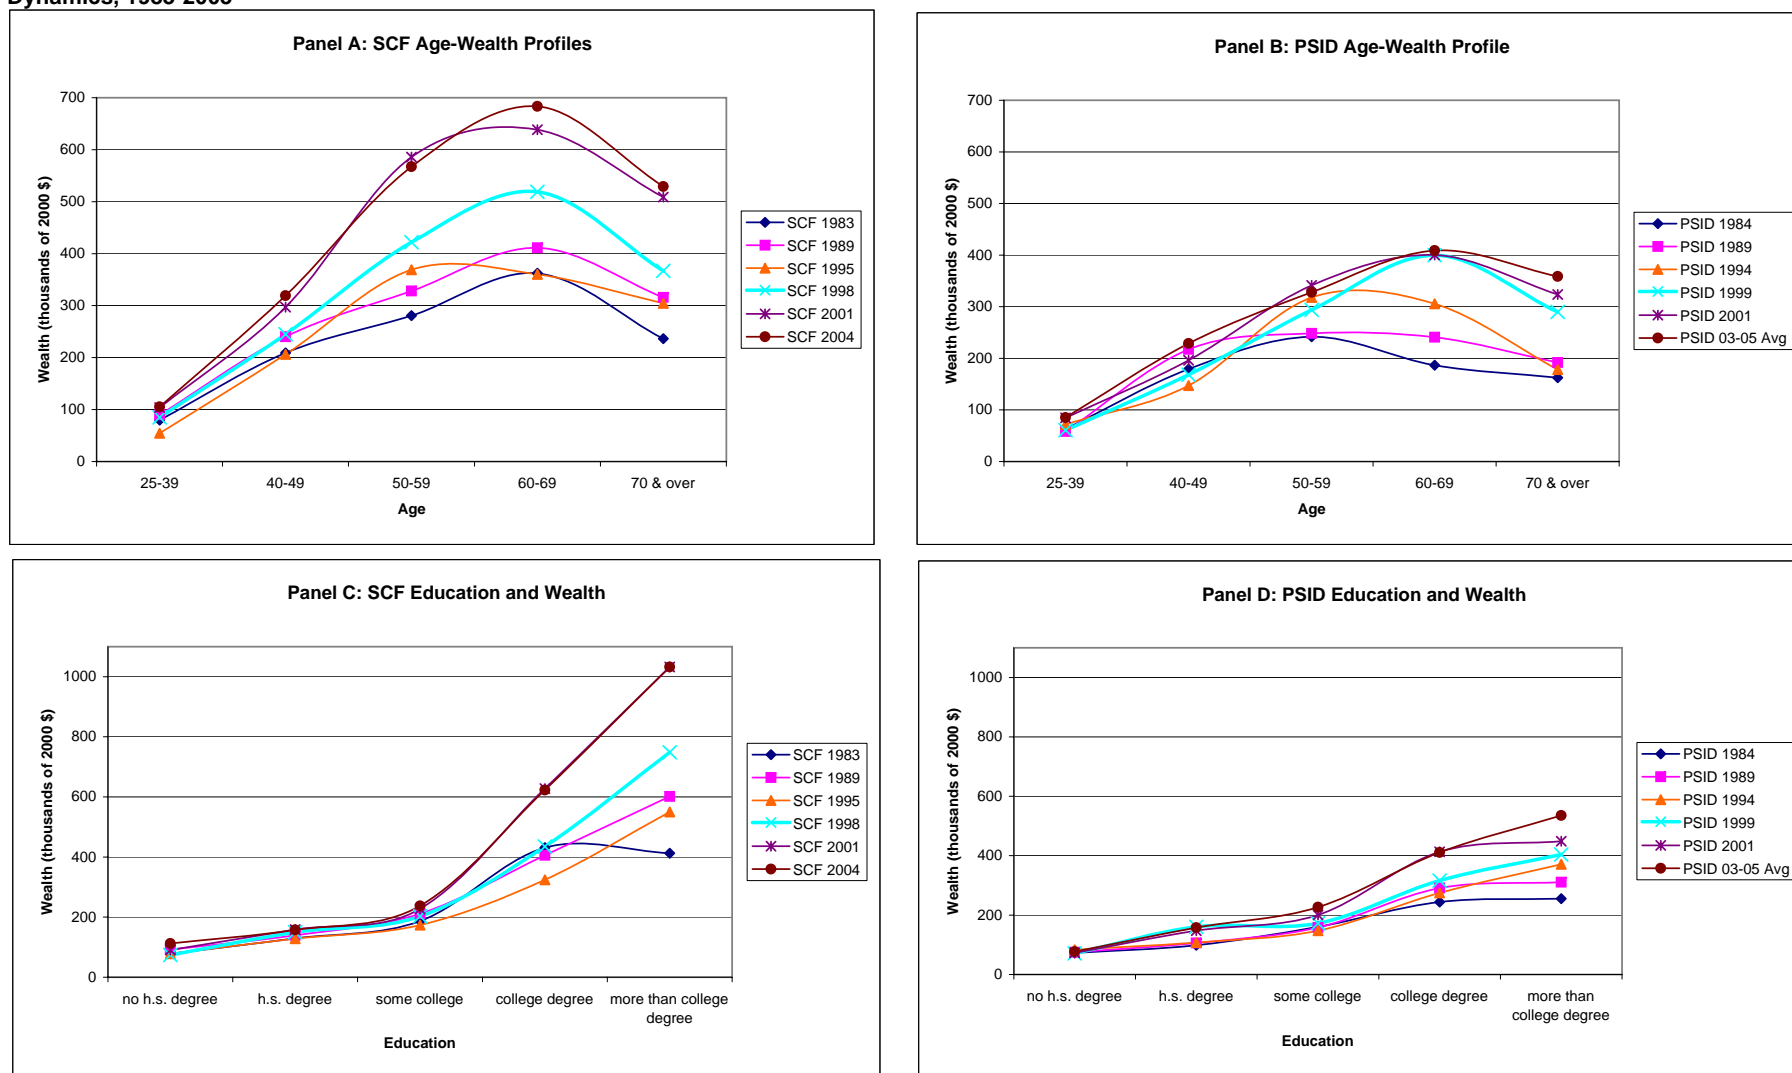 Panel A: SCF Age-Wealth Profiles
700
600
500
400
300
200
100
0
Wealth (thousands of 2000 $)
25-39 40-49 50-59 60-69 70 & over
Age
SCF 1983
SCF 1989
SCF 1995
SCF 1998
SCF 2001
SCF 2004
Panel B: PSID Age-Wealth Profile
700
600
500
400
300
200
100
0
Wealth (thousands of 2000 $)
25-39 40-49 50-59 60-69 70 & over
Age
PSID 1984
PSID 1989
PSID 1994
PSID 1999
PSID 2001
PSID 03-05 Avg
Panel C: SCF Education and Wealth
1000
800
600
400
200
0
Wealth (thousands of 2000 $)
no h.s. degree h.s. degree some college college degree more than college
degree
Education
SCF 1983
SCF 1989
SCF 1995
SCF 1998
SCF 2001
SCF 2004
Panel D: PSID Education and Wealth
1000
800
600
400
200
0
Wealth (thousands of 2000 $)
no h.s. degree h.s. degree some college college degree more than
college degree
Education
PSID 1984
PSID 1989
PSID 1994
PSID 1999
PSID 2001
PSID 03-05 Avg